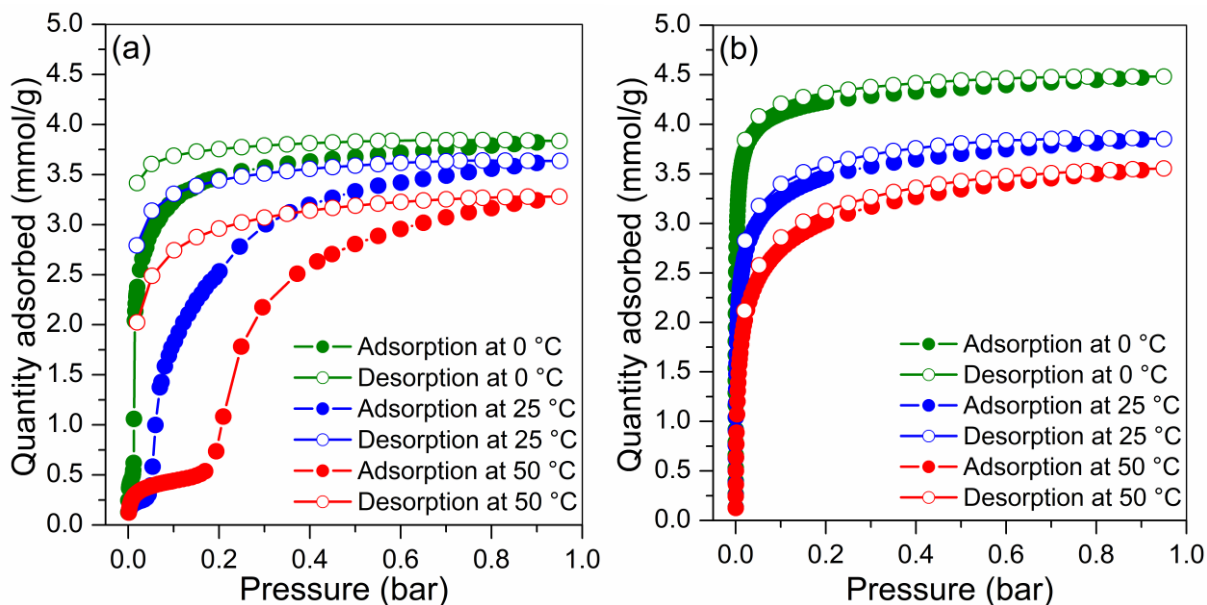 (a)
Quantity adsorbed (mmol/g)
5.0
4.5
4.0
3.5
3.0
2.5
2.0
1.5
1.0
0.5
0.0
Adsorption at 0 °C
Desorption at 0 °C
Adsorption at 25 °C
Desorption at 25 °C
Adsorption at 50 °C
Desorption at 50 °C
0.0 0.2 0.4 0.6 0.8 1.0
Pressure (bar)
(b)
Quantity adsorbed (mmol/g)
5.0
4.5
4.0
3.5
3.0
2.5
2.0
1.5
1.0
0.5
0.0
Adsorption at 0 °C
Desorption at 0 °C
Adsorption at 25 °C
Desorption at 25 °C
Adsorption at 50 °C
Desorption at 50 °C
0.0 0.2 0.4 0.6 0.8 1.0
Pressure (bar)